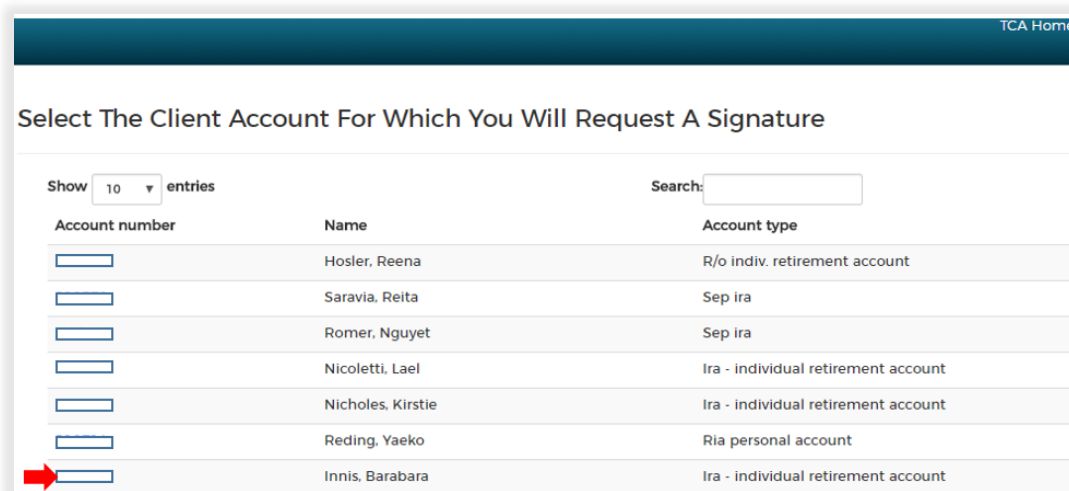 TCA Home
Select The Client Account For Which You Will Request A Signature
Show 10 entries Search:
Account number Name Account type
Hosler, Reena R/o indiv. retirement account
Saravia, Reita Sep ira
Romer, Nguyet Sep ira
Nicoletti, Lael Ira - individual retirement account
Nicholes, Kirstie Ira - individual retirement account
Reding, Yaeko Ria personal account
Innis, Barabara Ira - individual retirement account